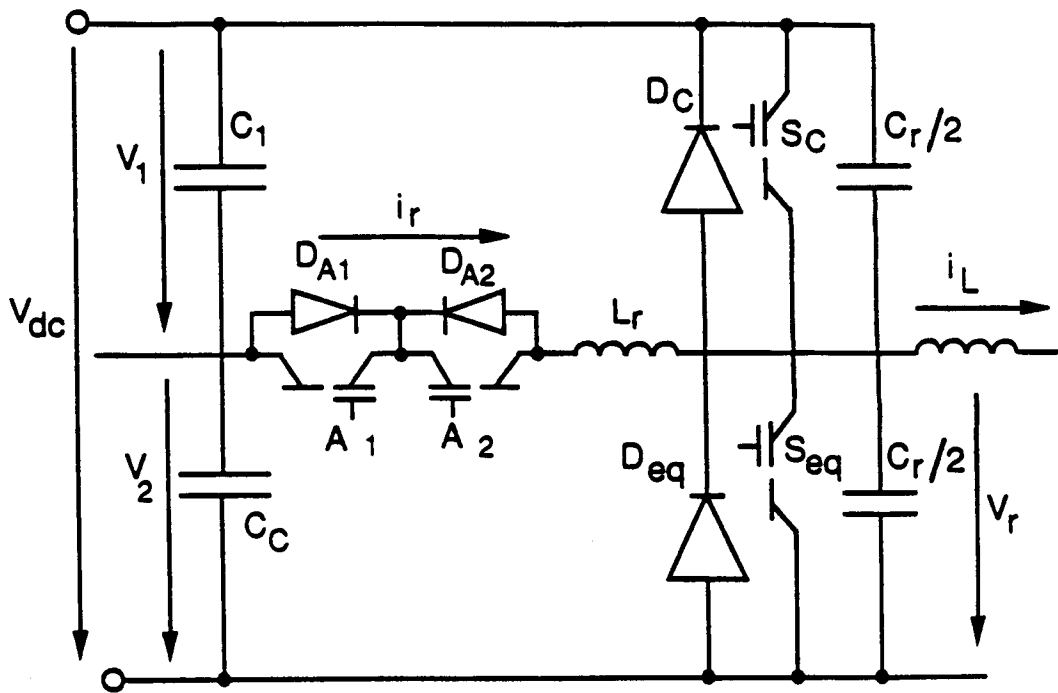 D_C
C_1
S_C
C_r/2
V_1
i_r
D_A1
D_A2
i_L
V_dc
L_r
A_1
A_2
V_2
D_eq
S_eq
C_r/2
C_C
V_r